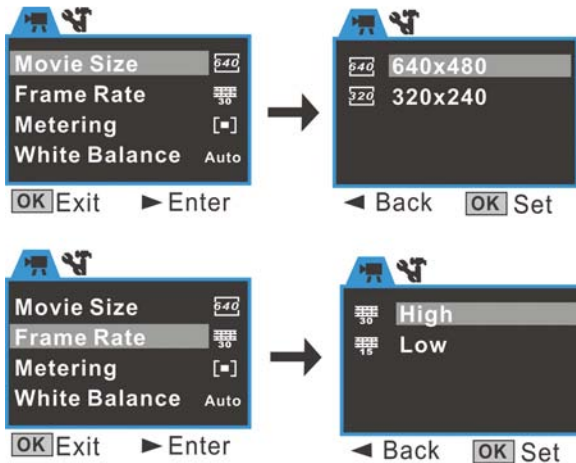 Movie Size 640
Frame Rate 30
Metering
White Balance Auto
OK Exit ► Enter
640 640x480
320 320x240
◄ Back OK Set
Movie Size 640
Frame Rate 30
Metering
White Balance Auto
OK Exit ► Enter
30 High
15 Low
◄ Back OK Set